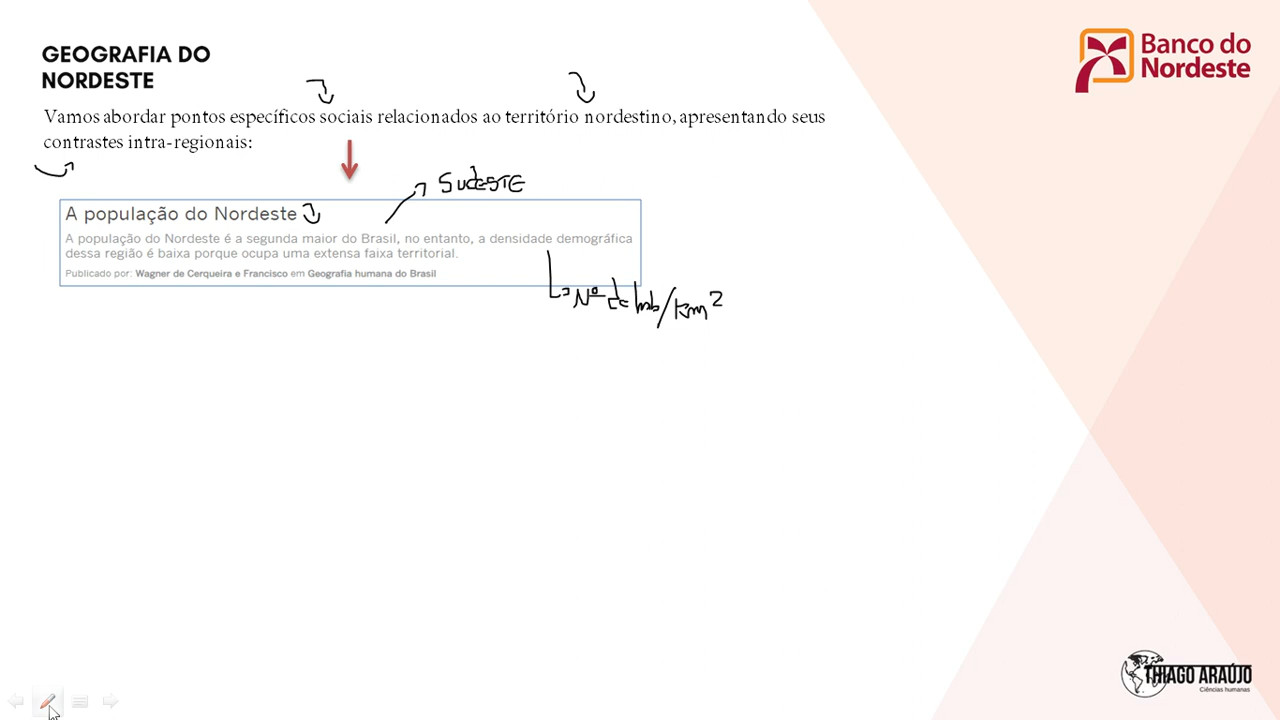 GEOGRAFIA DO
NORDESTE
Banco do
Nordeste
Vamos abordar pontos específicos sociais relacionados ao território nordestino, apresentando seus
contrastes intra-regionais:
SUDESTE
A população do Nordeste
A população do Nordeste é a segunda maior do Brasil, no entanto, a densidade demográfica
dessa região é baixa porque ocupa uma extensa faixa territorial.
Publicado por: Wagner de Cerqueira e Francisco em Geografia humana do Brasil
Nº de hab/Km²
THIAGO ARAÚJO
Ciências humanas